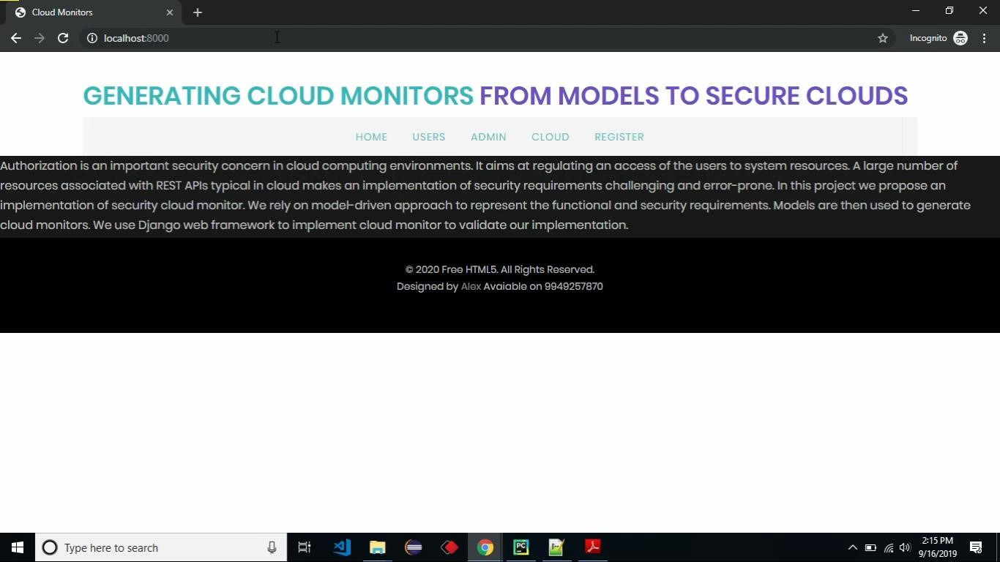 Cloud Monitors
localhost:8000
Incognito
GENERATING CLOUD MONITORS FROM MODELS TO SECURE CLOUDS
HOME USERS ADMIN CLOUD REGISTER
Authorization is an important security concern in cloud computing environments. It aims at regulating an access of the users to system resources. A large number of
resources associated with REST APIs typical in cloud makes an implementation of security requirements challenging and error-prone. In this project we propose an
implementation of security cloud monitor. We rely on model-driven approach to represent the functional and security requirements. Models are then used to generate
cloud monitors. We use Django web framework to implement cloud monitor to validate our implementation.
© 2020 Free HTML5. All Rights Reserved.
Designed by Alex Avaiable on 9949257870
Type here to search
PC
2:15 PM
9/16/2019